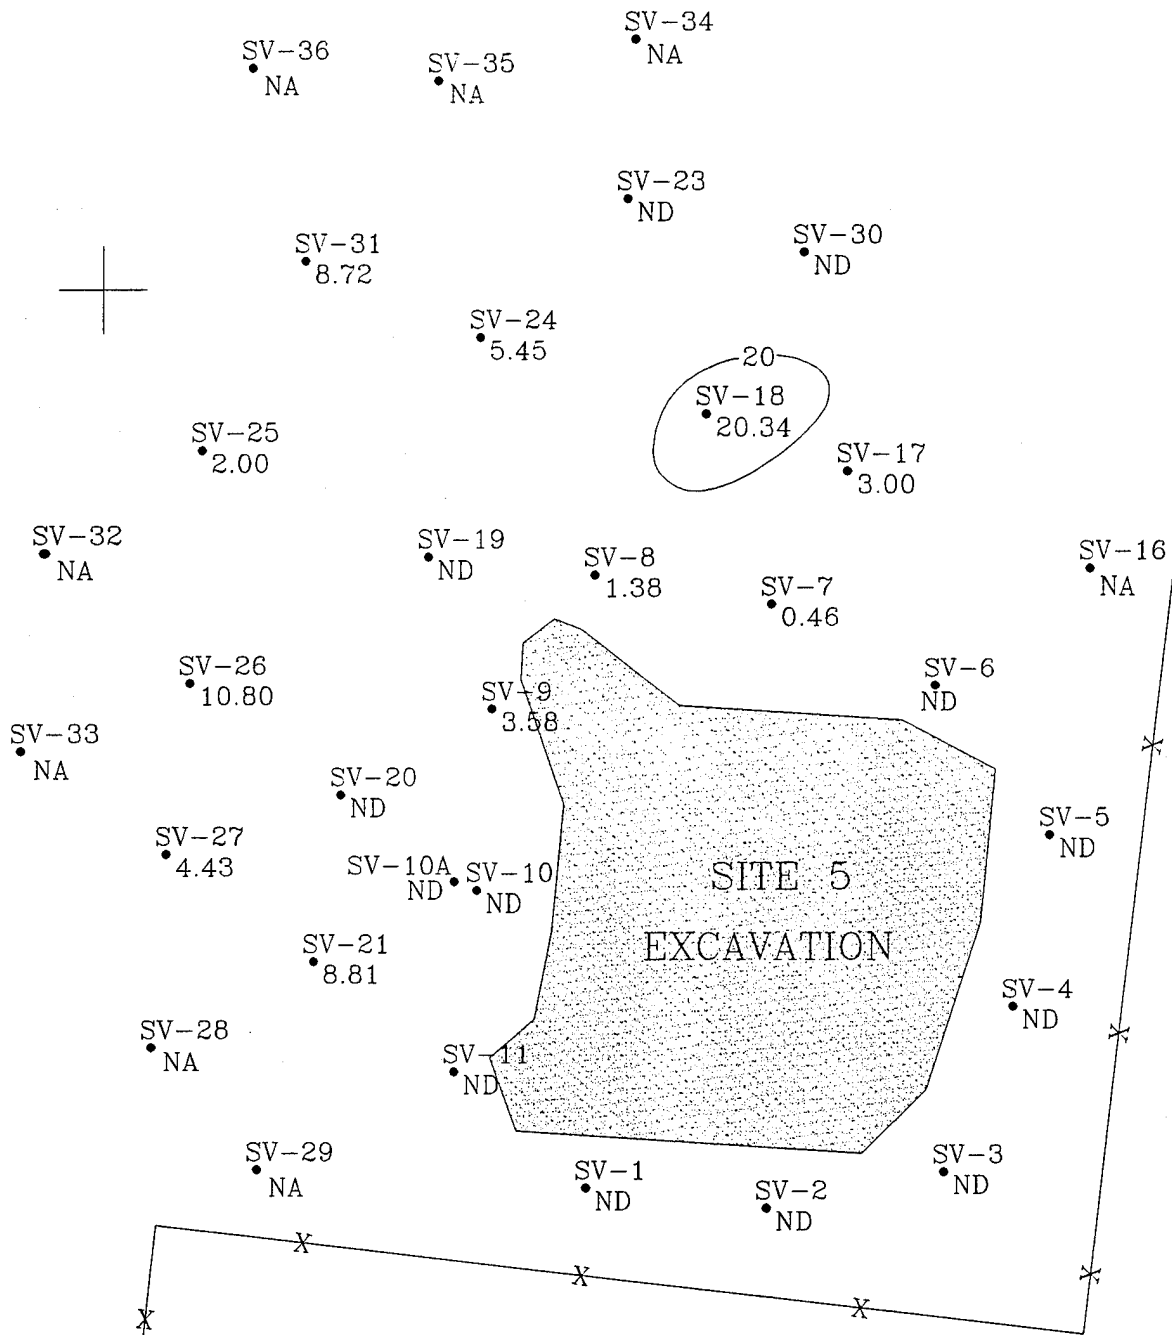 SV-34
NA
SV-36
NA
SV-35
NA
SV-23
ND
SV-30
ND
SV-31
8.72
SV-24
5.45
20
SV-18
20.34
SV-25
2.00
SV-17
3.00
SV-32
NA
SV-19
ND
SV-8
1.38
SV-7
0.46
SV-16
NA
SV-26
10.80
SV-9
3.58
SV-6
ND
SV-33
NA
SV-20
ND
SV-5
ND
SV-27
4.43
SV-10A
ND
SV-10
ND
SITE 5
EXCAVATION
SV-21
8.81
SV-4
ND
SV-28
NA
SV-11
ND
SV-29
NA
SV-1
ND
SV-2
ND
SV-3
ND
X
X
X
X
X
X
X